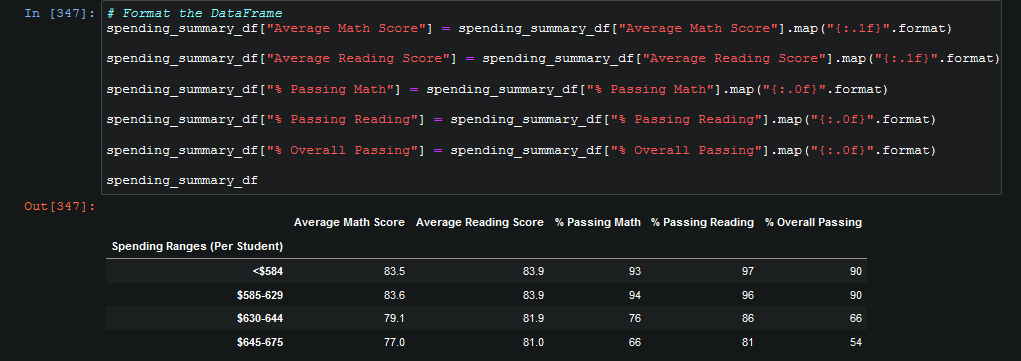 In [347]: # Format the DataFrame
spending_summary_df["Average Math Score"] = spending_summary_df["Average Math Score"].map("{:.1f}".format)
spending_summary_df["Average Reading Score"] = spending_summary_df["Average Reading Score"].map("{:.1f}".format)
spending_summary_df["% Passing Math"] = spending_summary_df["% Passing Math"].map("{:.0f}".format)
spending_summary_df["% Passing Reading"] = spending_summary_df["% Passing Reading"].map("{:.0f}".format)
spending_summary_df["% Overall Passing"] = spending_summary_df["% Overall Passing"].map("{:.0f}".format)
spending_summary_df
Out[347]:
Average Math Score Average Reading Score % Passing Math % Passing Reading % Overall Passing
Spending Ranges (Per Student)
<$584 83.5 83.9 93 97 90
$585-629 83.6 83.9 94 96 90
$630-644 79.1 81.9 76 86 66
$645-675 77.0 81.0 66 81 54